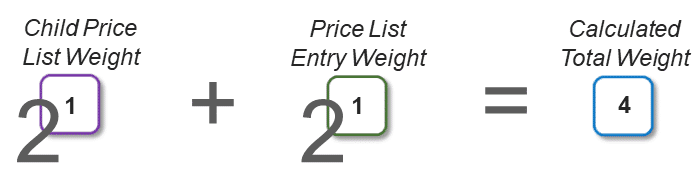 Child Price
List Weight
Price List
Entry Weight
Calculated
Total Weight
2 1 + 2 1 = 4